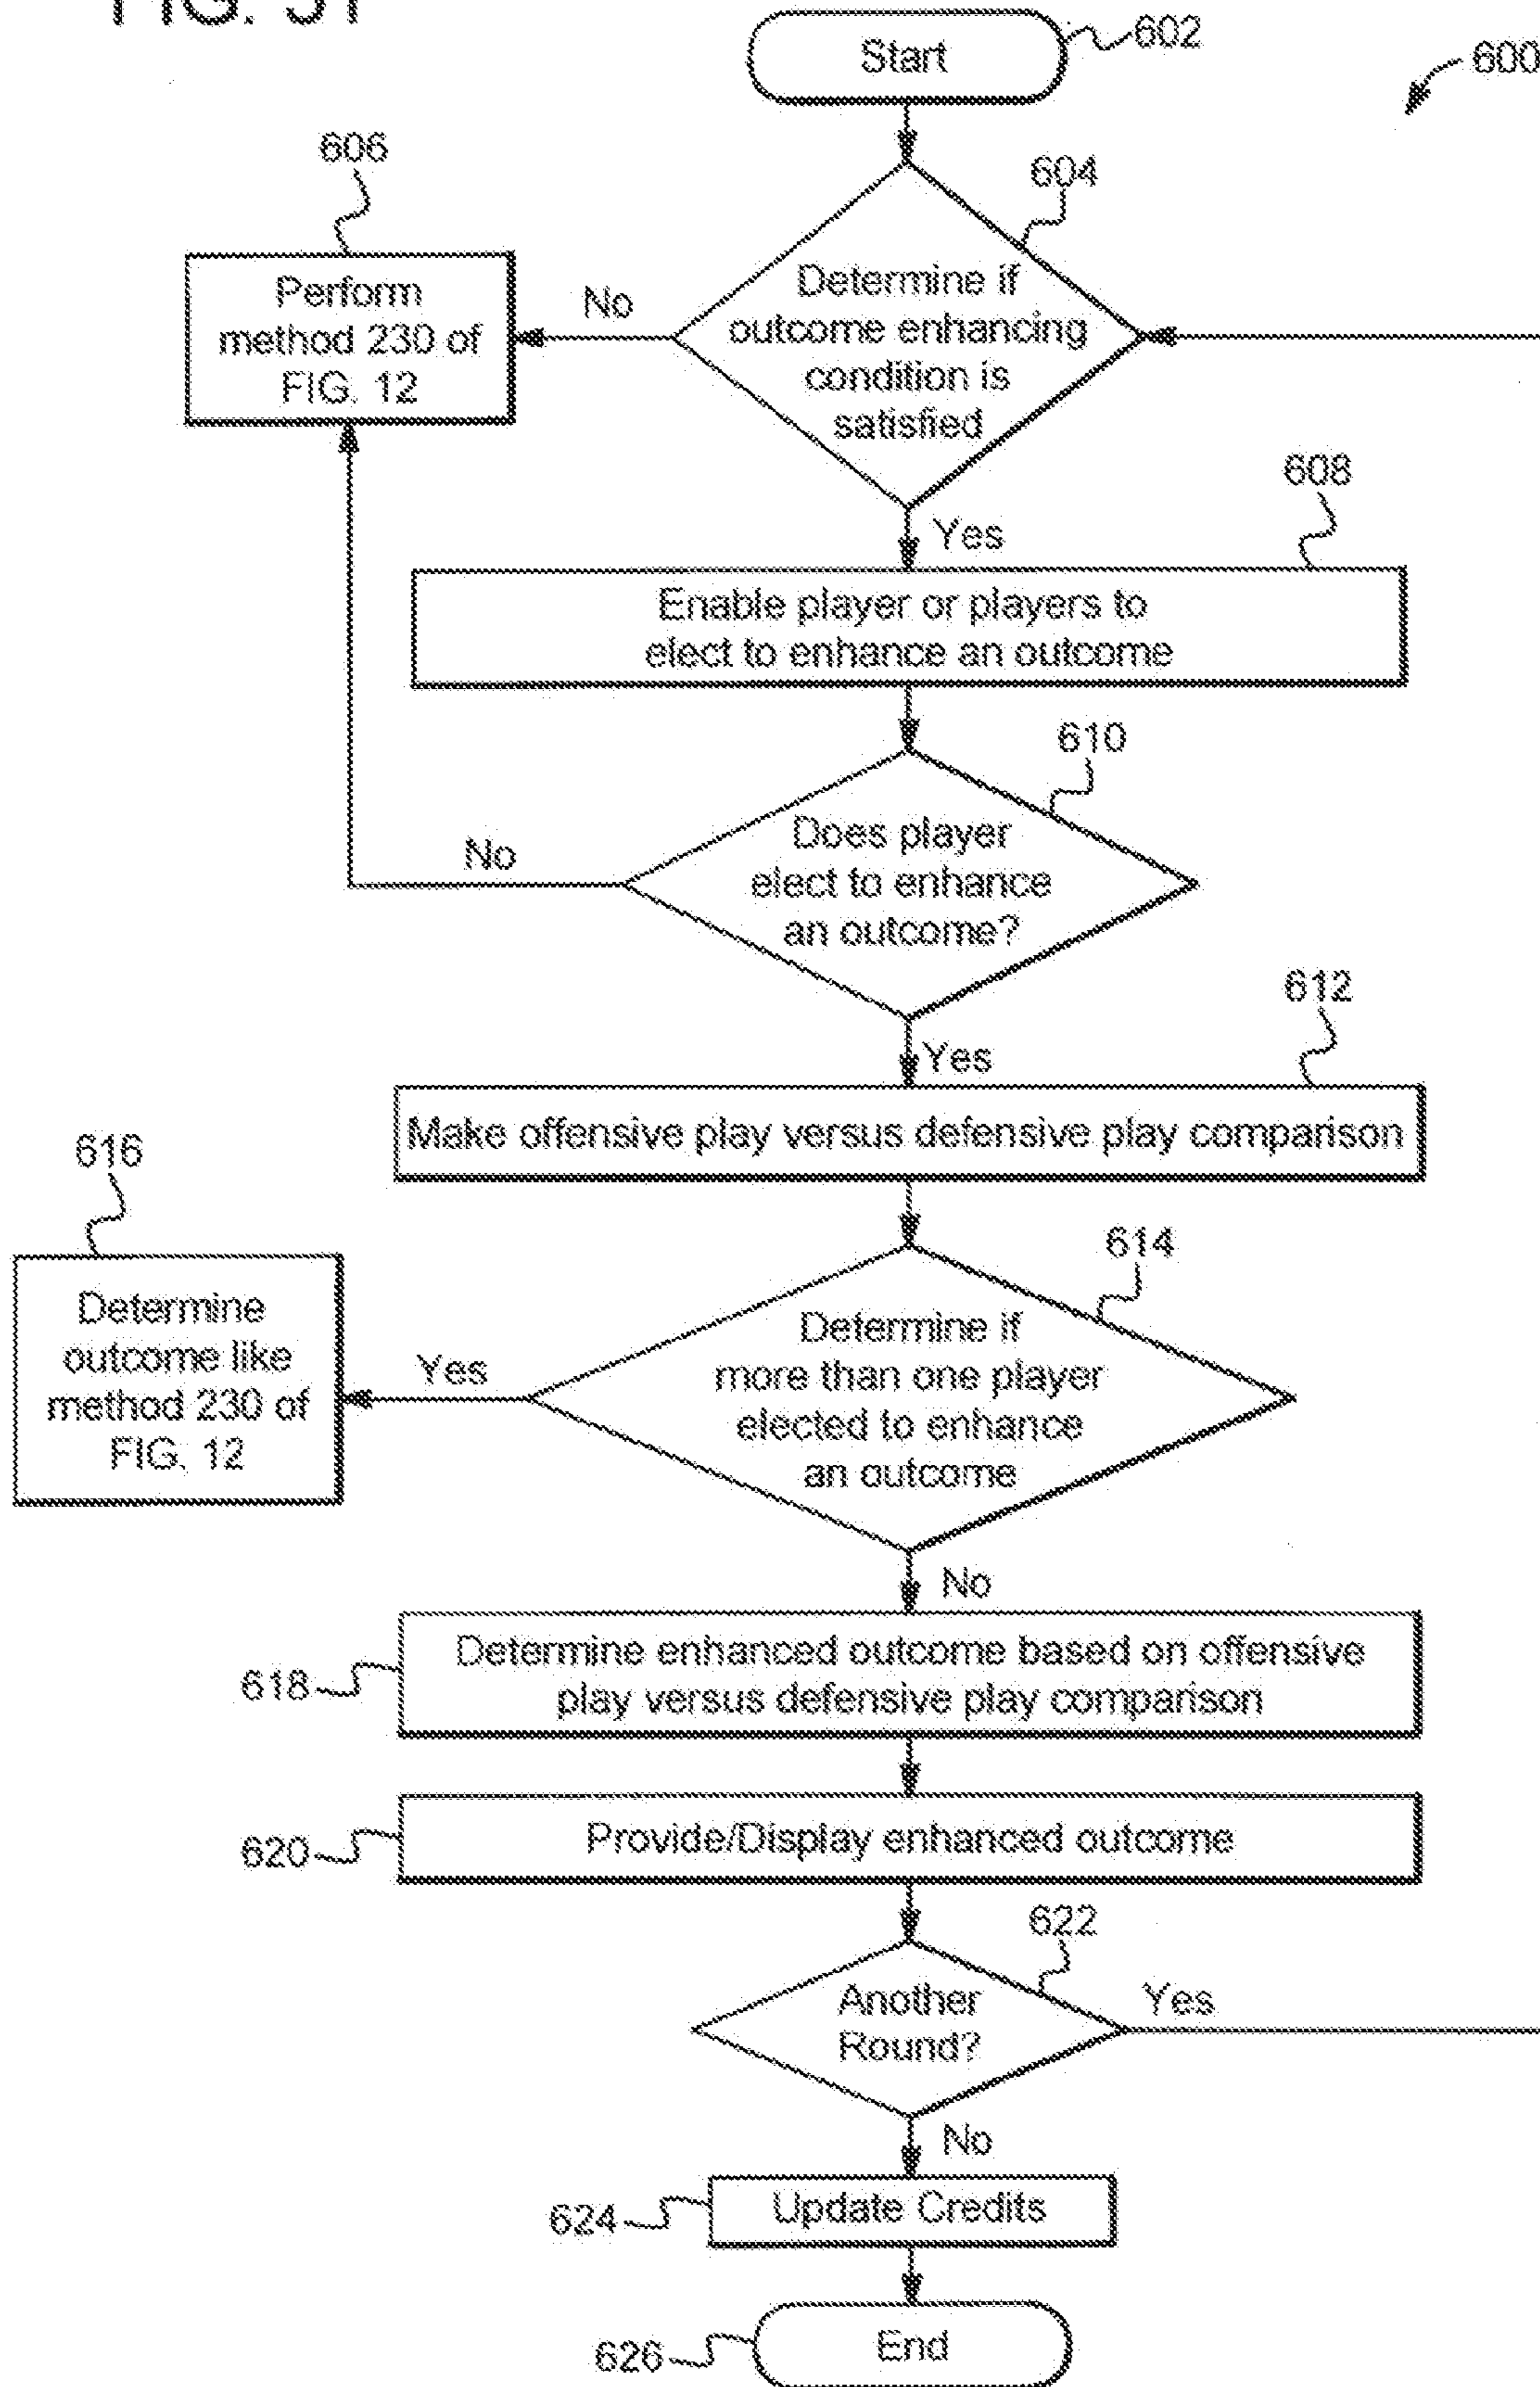 FIG. 31
Start
602
600
606
604
Perform
method 230 of
FIG. 12
No
Determine if
outcome enhancing
condition is
satisfied
608
Yes
Enable player or players to
elect to enhance an outcome
610
Does player
elect to enhance
an outcome?
No
612
Yes
Make offensive play versus defensive play comparison
616
614
Determine
outcome like
method 230 of
FIG. 12
Yes
Determine if
more than one player
elected to enhance
an outcome
No
618
Determine enhanced outcome based on offensive
play versus defensive play comparison
620
Provide/Display enhanced outcome
622
Another
Round?
Yes
No
624
Update Credits
626
End